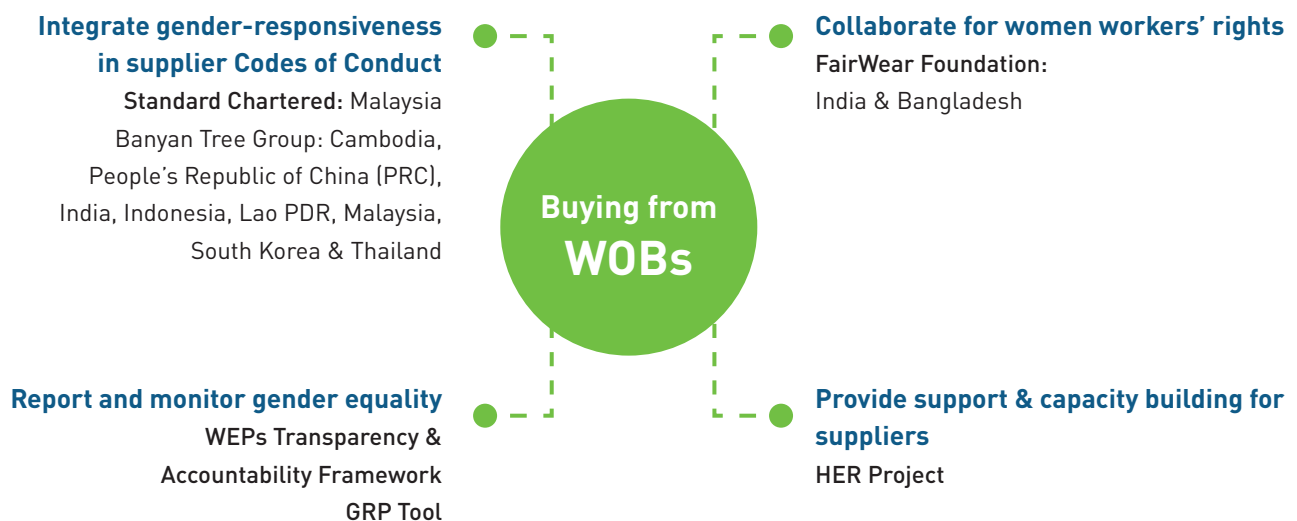 Integrate gender-responsiveness
in supplier Codes of Conduct
Standard Chartered: Malaysia
Banyan Tree Group: Cambodia,
People's Republic of China (PRC),
India, Indonesia, Lao PDR, Malaysia,
South Korea & Thailand
Collaborate for women workers' rights
FairWear Foundation:
India & Bangladesh
Buying from
WOBs
Report and monitor gender equality
WEPs Transparency &
Accountability Framework
GRP Tool
Provide support & capacity building for
suppliers
HER Project